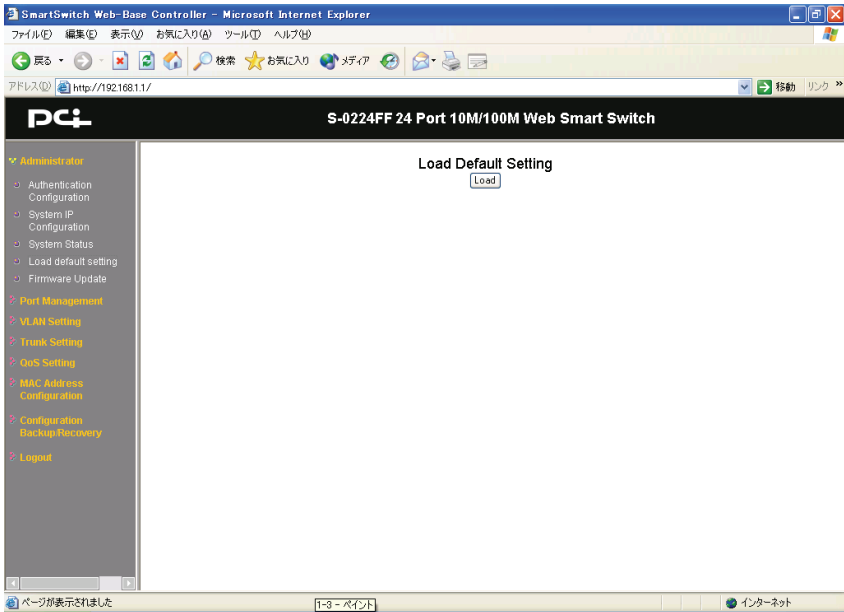 SmartSwitch Web-Base Controller - Microsoft Internet Explorer
ファイル(F) 編集(E) 表示(V) お気に入り(A) ツール(T) ヘルプ(H)
戻る 検索 お気に入り メディア
アドレス(D) http://192.168.1.1/ 移動 リンク »
PCi
S-0224FF 24 Port 10M/100M Web Smart Switch
Administrator
Authentication
Configuration
System IP
Configuration
System Status
Load default setting
Firmware Update
Port Management
VLAN Setting
Trunk Setting
QoS Setting
MAC Address
Configuration
Configuration
Backup/Recovery
Logout
Load Default Setting
Load
ページが表示されました
1-3 - ペイント
インターネット